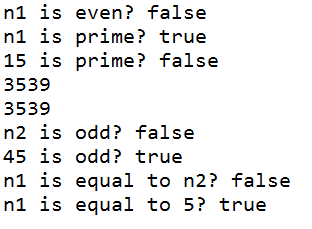 n1 is even? false
n1 is prime? true
15 is prime? false
3539
3539
n2 is odd? false
45 is odd? true
n1 is equal to n2? false
n1 is equal to 5? true